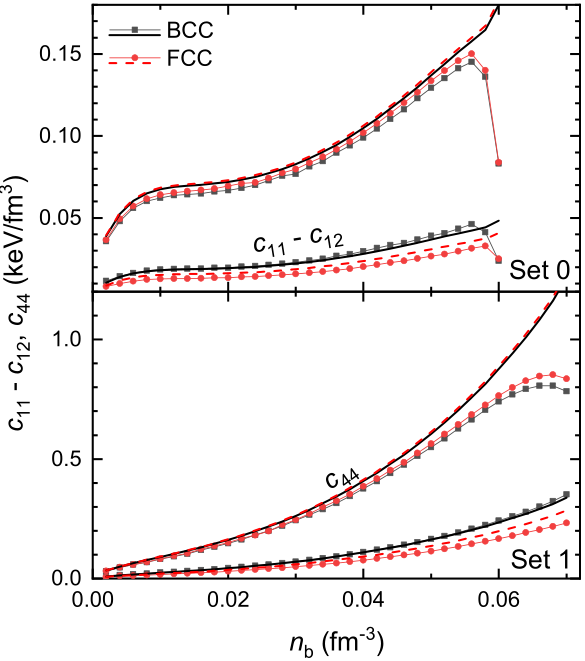 BCC
FCC
0.15
0.10
0.05
c₁₁ - c₁₂
Set 0
c₁₁ - c₁₂, c₄₄ (keV/fm³)
1.0
0.5
0.0
c₄₄
Set 1
0.00 0.02 0.04 0.06
n_b (fm⁻³)